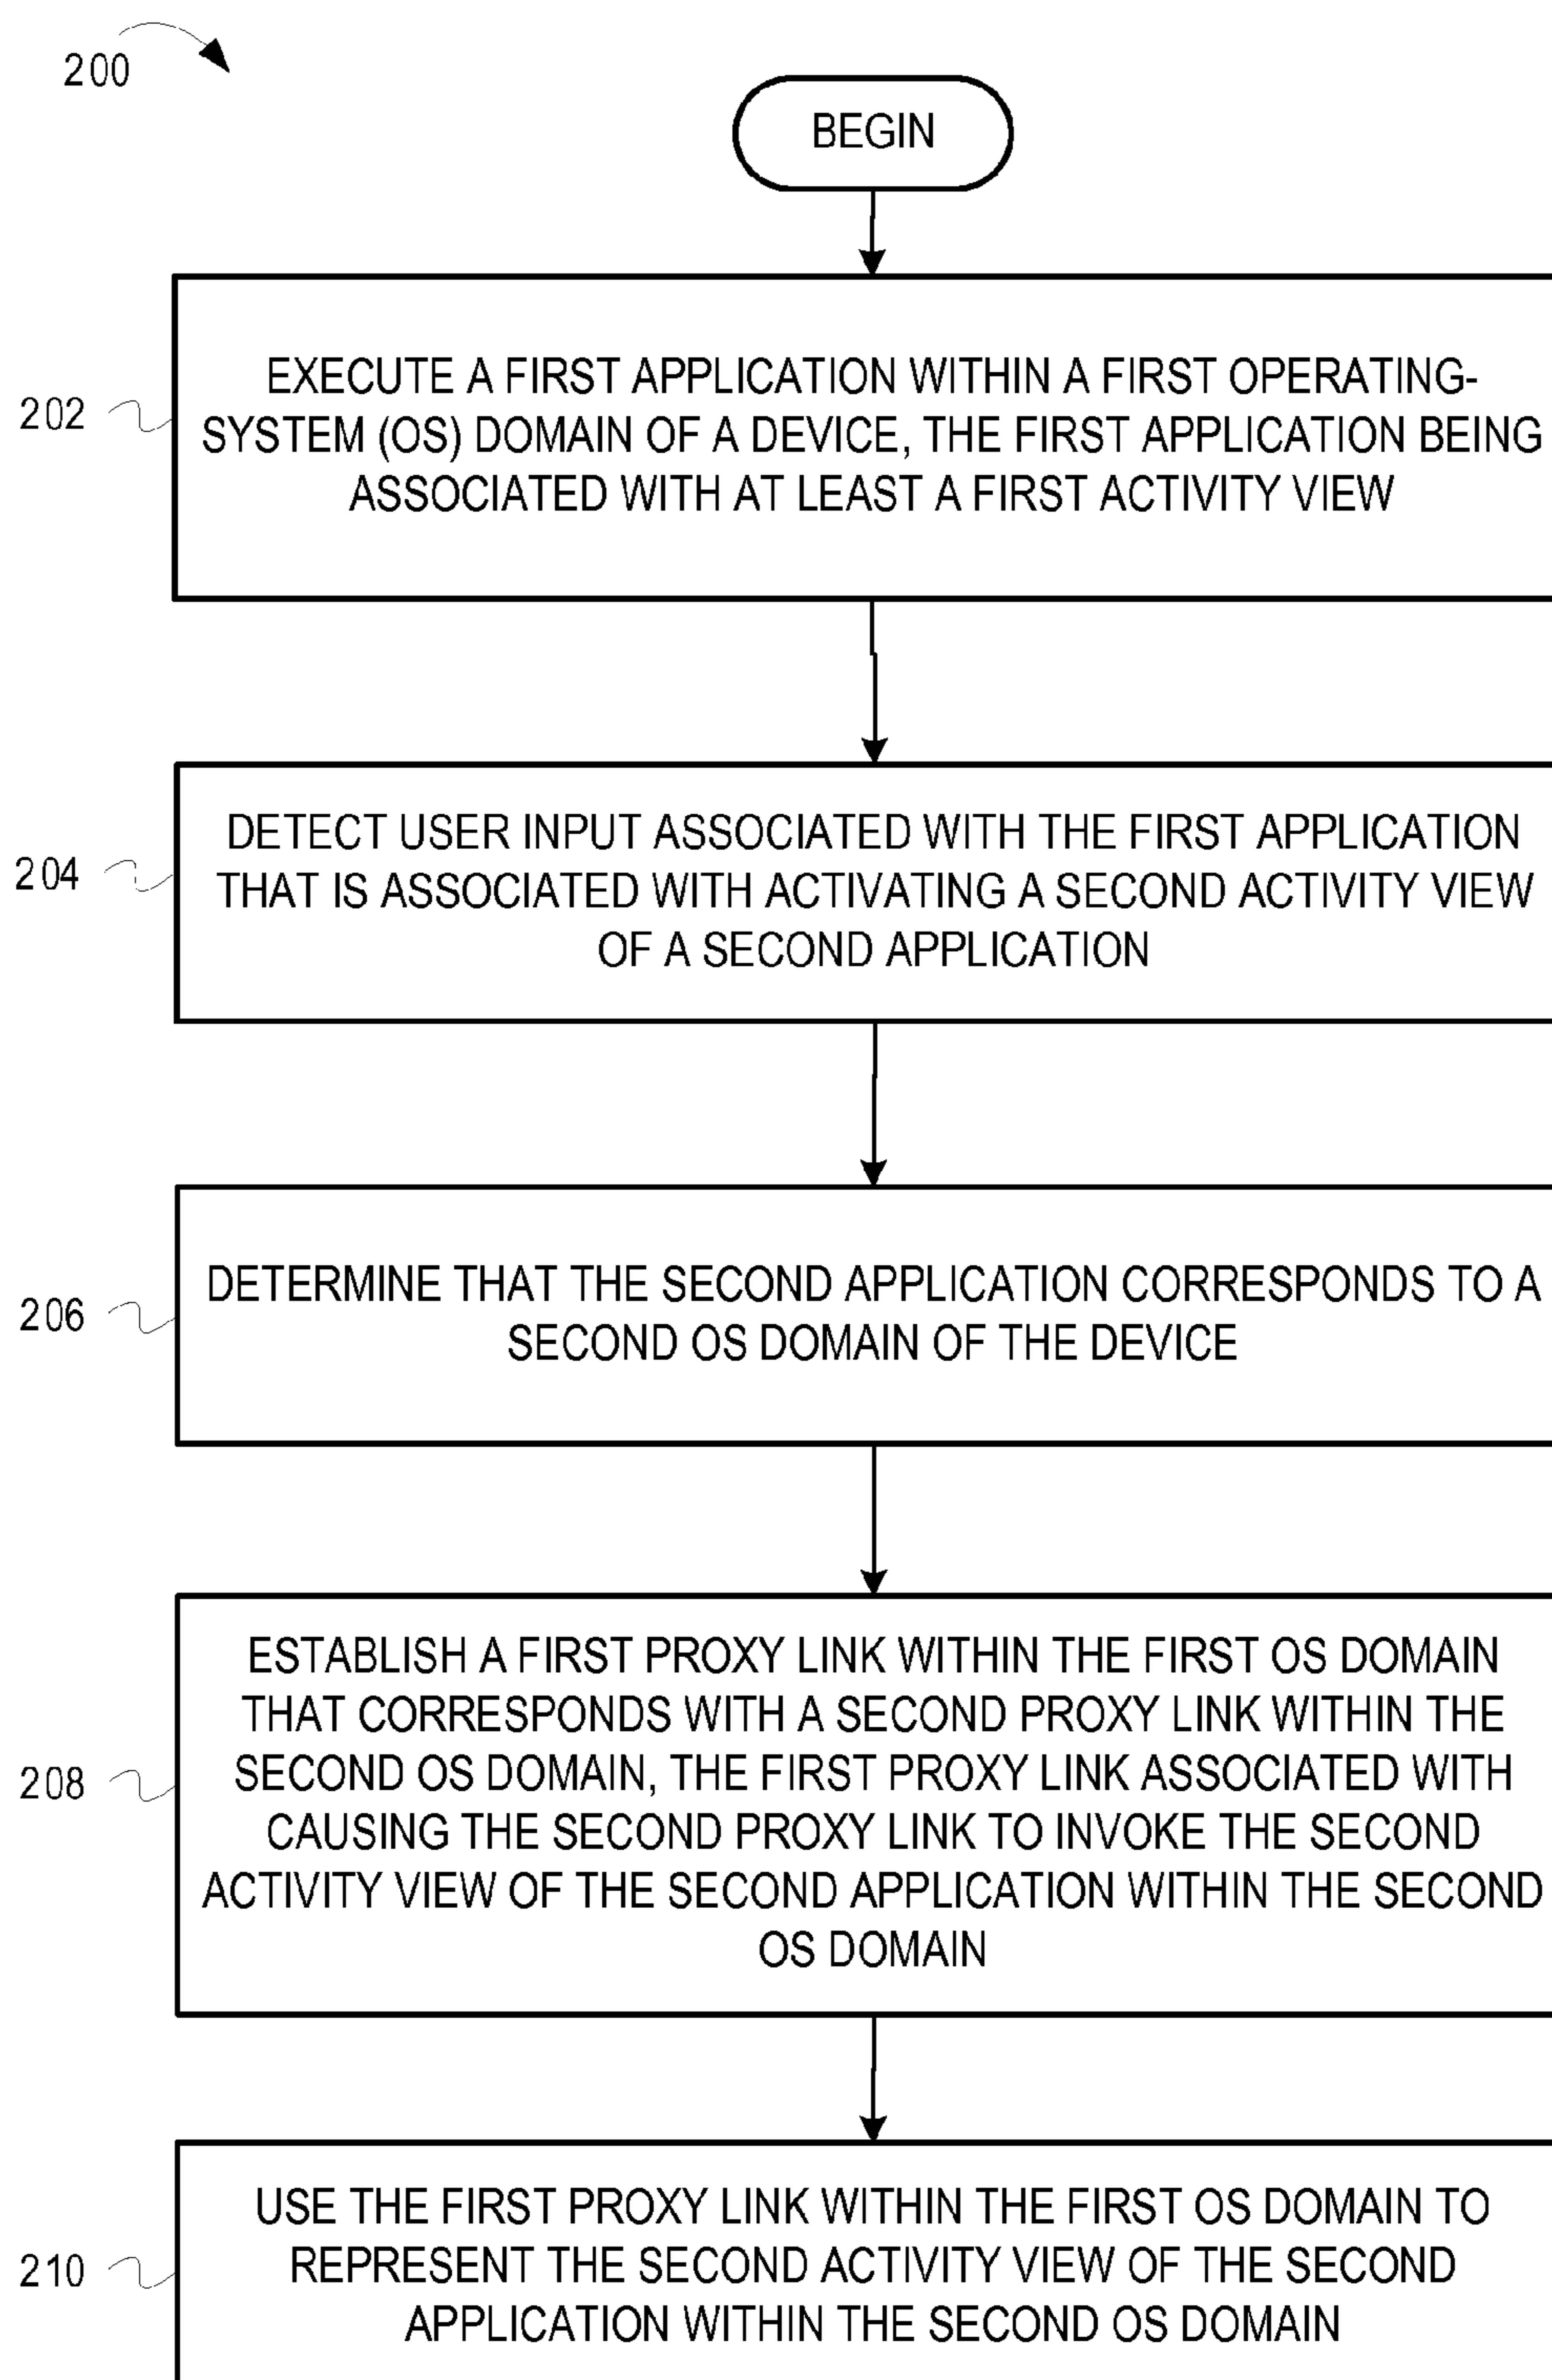 200
BEGIN
202
EXECUTE A FIRST APPLICATION WITHIN A FIRST OPERATING-
SYSTEM (OS) DOMAIN OF A DEVICE, THE FIRST APPLICATION BEING
ASSOCIATED WITH AT LEAST A FIRST ACTIVITY VIEW
204
DETECT USER INPUT ASSOCIATED WITH THE FIRST APPLICATION
THAT IS ASSOCIATED WITH ACTIVATING A SECOND ACTIVITY VIEW
OF A SECOND APPLICATION
206
DETERMINE THAT THE SECOND APPLICATION CORRESPONDS TO A
SECOND OS DOMAIN OF THE DEVICE
208
ESTABLISH A FIRST PROXY LINK WITHIN THE FIRST OS DOMAIN
THAT CORRESPONDS WITH A SECOND PROXY LINK WITHIN THE
SECOND OS DOMAIN, THE FIRST PROXY LINK ASSOCIATED WITH
CAUSING THE SECOND PROXY LINK TO INVOKE THE SECOND
ACTIVITY VIEW OF THE SECOND APPLICATION WITHIN THE SECOND
OS DOMAIN
210
USE THE FIRST PROXY LINK WITHIN THE FIRST OS DOMAIN TO
REPRESENT THE SECOND ACTIVITY VIEW OF THE SECOND
APPLICATION WITHIN THE SECOND OS DOMAIN